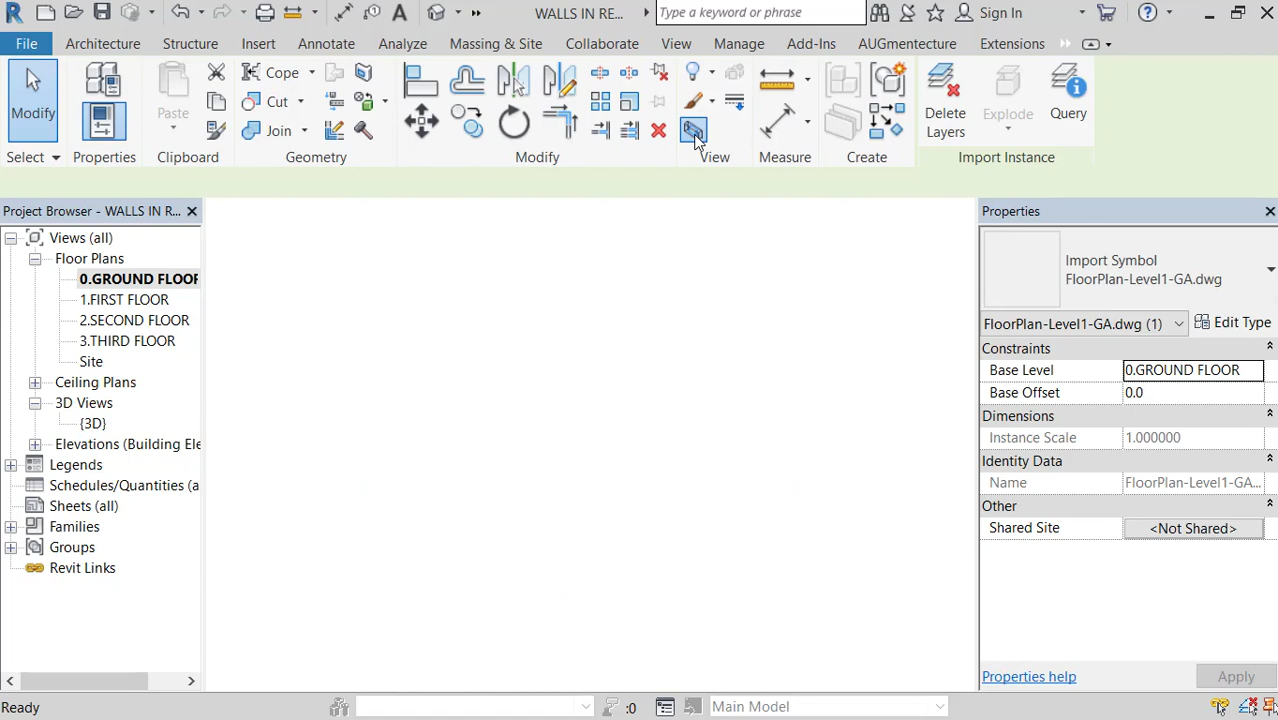 WALLS IN RE...
Type a keyword or phrase
Sign In
File
Architecture
Structure
Insert
Annotate
Analyze
Massing & Site
Collaborate
View
Manage
Add-Ins
AUGmenture
Extensions
Modify
Paste
Cope
Cut
Join
Delete
Layers
Explode
Query
Select
Properties
Clipboard
Geometry
Modify
View
Measure
Create
Import Instance
Project Browser - WALLS IN R...
Views (all)
Floor Plans
0.GROUND FLOOR
1.FIRST FLOOR
2.SECOND FLOOR
3.THIRD FLOOR
Site
Ceiling Plans
3D Views
{3D}
Elevations (Building Ele
Legends
Schedules/Quantities (a
Sheets (all)
Families
Groups
Revit Links
Properties
Import Symbol
FloorPlan-Level1-GA.dwg
FloorPlan-Level1-GA.dwg (1)
Edit Type
Constraints
Base Level 0.GROUND FLOOR
Base Offset 0.0
Dimensions
Instance Scale 1.000000
Identity Data
Name FloorPlan-Level1-GA...
Other
Shared Site <Not Shared>
Properties help
Apply
Ready
:0
Main Model